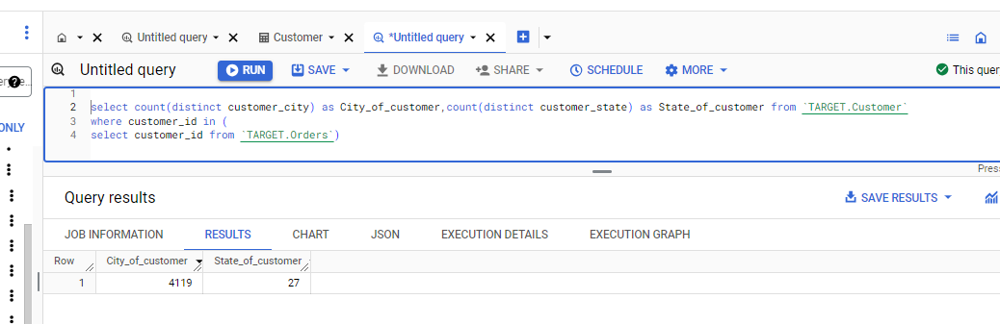 Untitled query
Customer
*Untitled query
Untitled query
RUN
SAVE
DOWNLOAD
SHARE
SCHEDULE
MORE
This quer
ONLY
1
2 select count(distinct customer_city) as City_of_customer,count(distinct customer_state) as State_of_customer from `TARGET.Customer`
3 where customer_id in (
4 select customer_id from `TARGET.Orders`)
Pres
Query results
SAVE RESULTS
JOB INFORMATION RESULTS CHART JSON EXECUTION DETAILS EXECUTION GRAPH
Row City_of_customer State_of_customer
1 4119 27